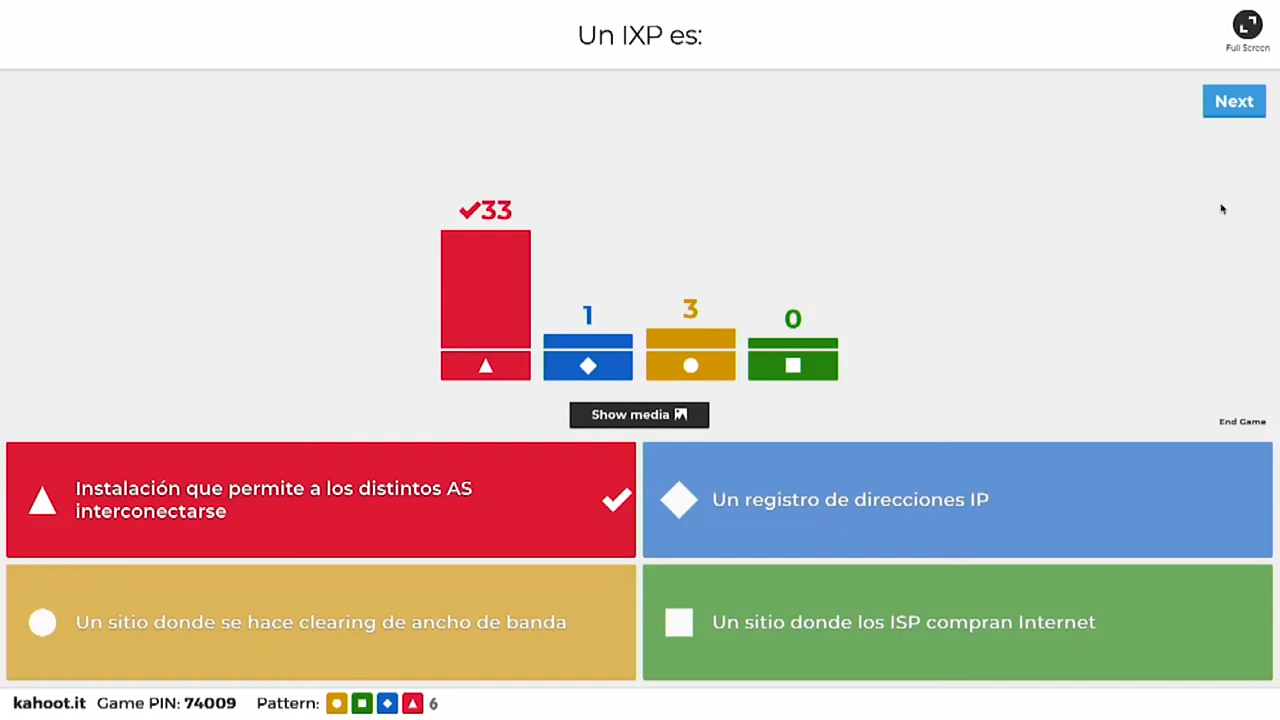 Un IXP es:
Full Screen
Next
33
1
3
0
Show media
End Game
Instalación que permite a los distintos AS
interconectarse
Un registro de direcciones IP
Un sitio donde se hace clearing de ancho de banda
Un sitio donde los ISP compran Internet
kahoot.it Game PIN: 74009 Pattern: 6